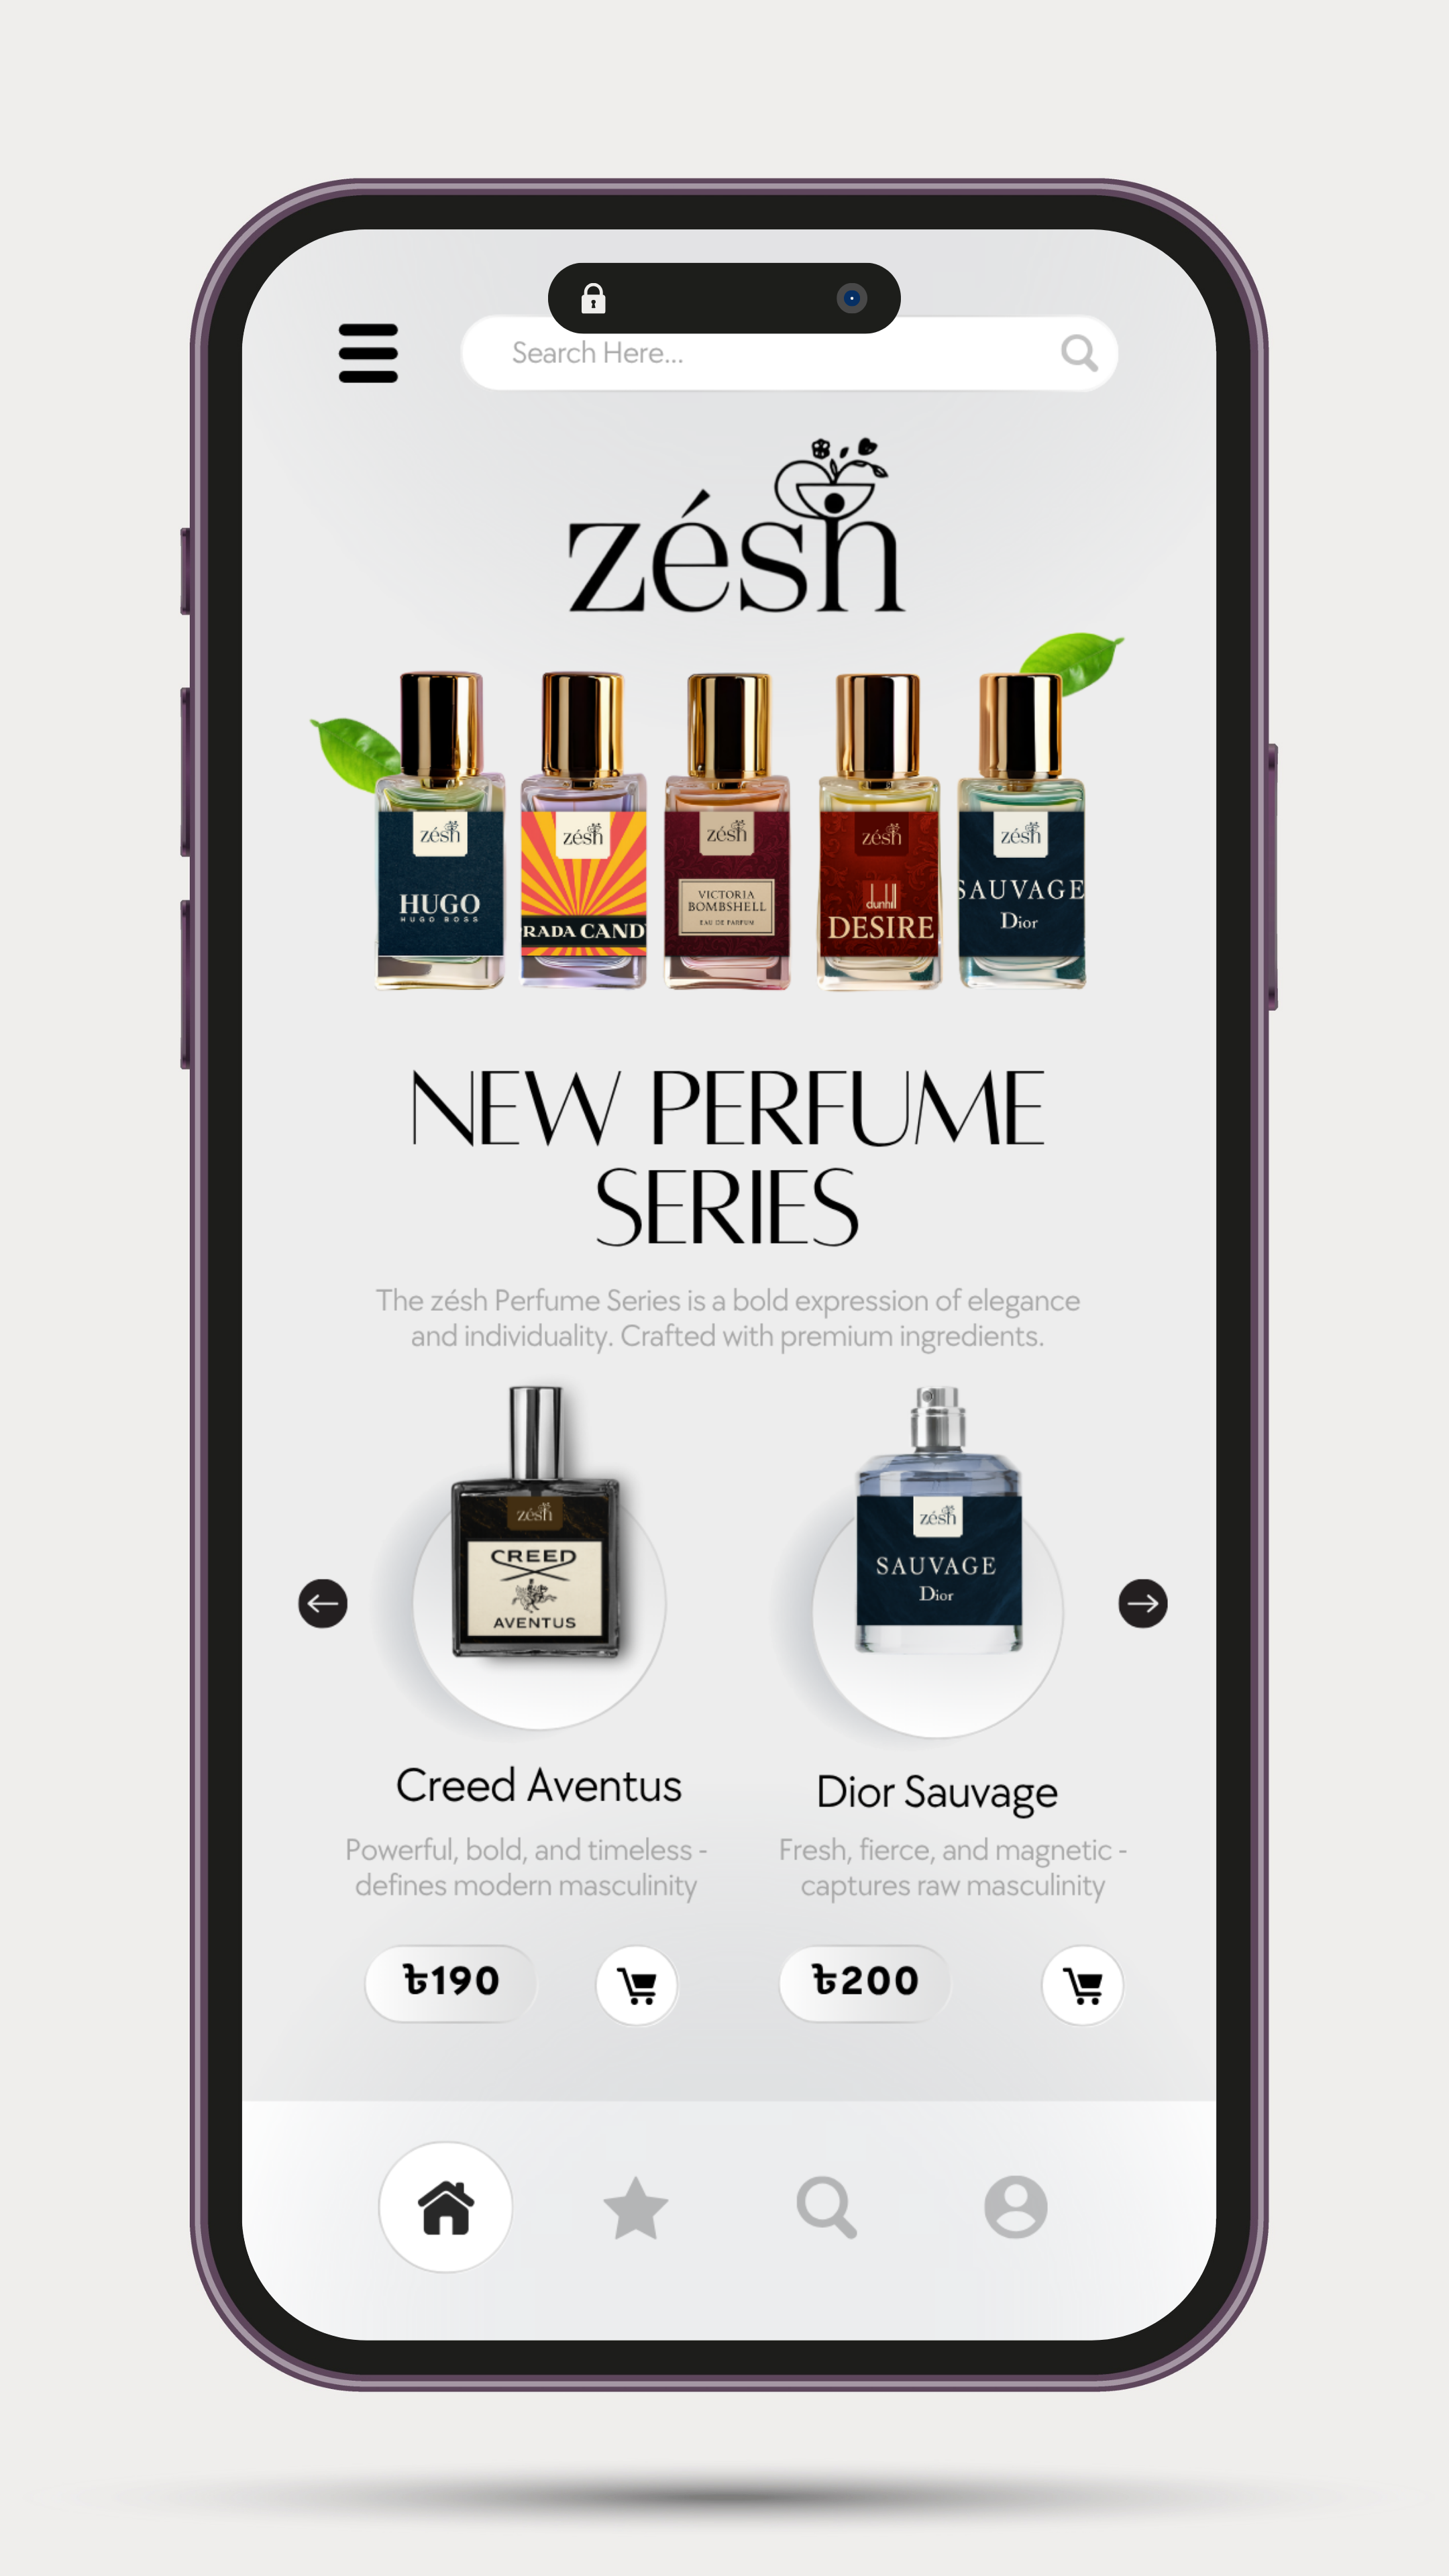 Search Here...
zésh
zésh
HUGO
HUGO BOSS
zésh
RADA CAND
zésh
VICTORIA
BOMBSHELL
EAU DE PARFUM
zésh
dunhill
DESIRE
zésh
SAUVAGE
Dior
NEW PERFUME
SERIES
The zésh Perfume Series is a bold expression of elegance
and individuality. Crafted with premium ingredients.
zésh
CREED
AVENTUS
zésh
SAUVAGE
Dior
Creed Aventus
Dior Sauvage
Powerful, bold, and timeless -
defines modern masculinity
Fresh, fierce, and magnetic -
captures raw masculinity
৳190
৳200